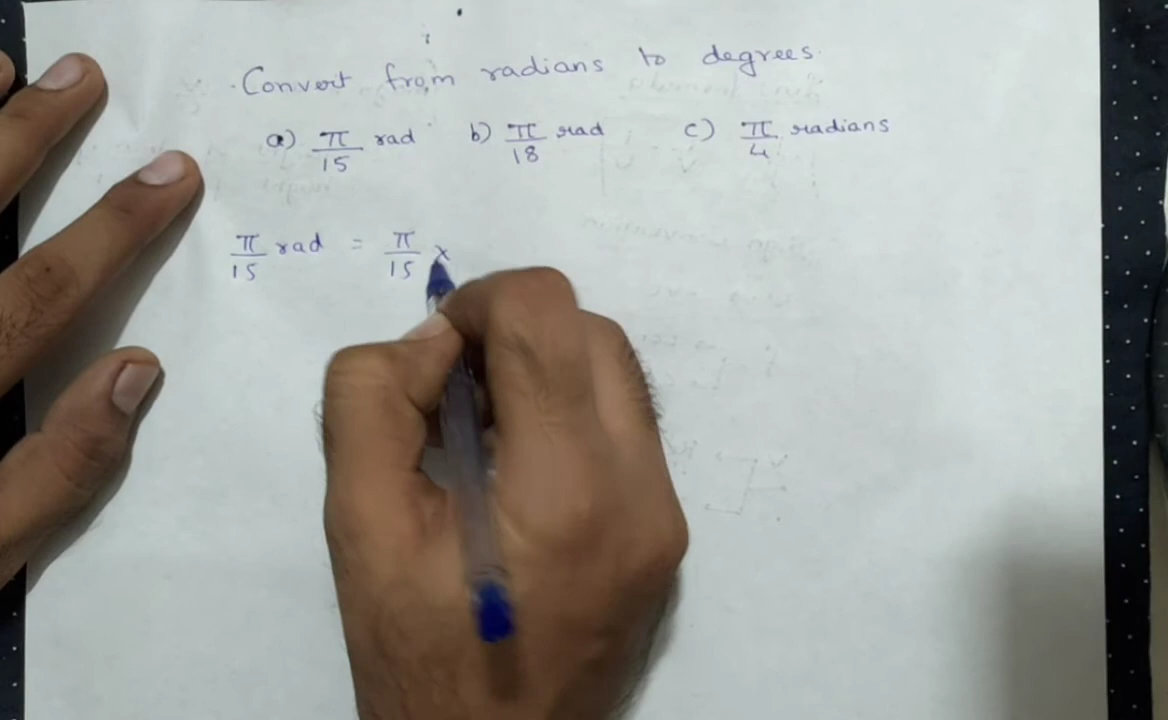 Convert from radians to degrees.
a) π/15 rad b) π/18 rad c) π/4 radians
π/15 rad = π/15 x